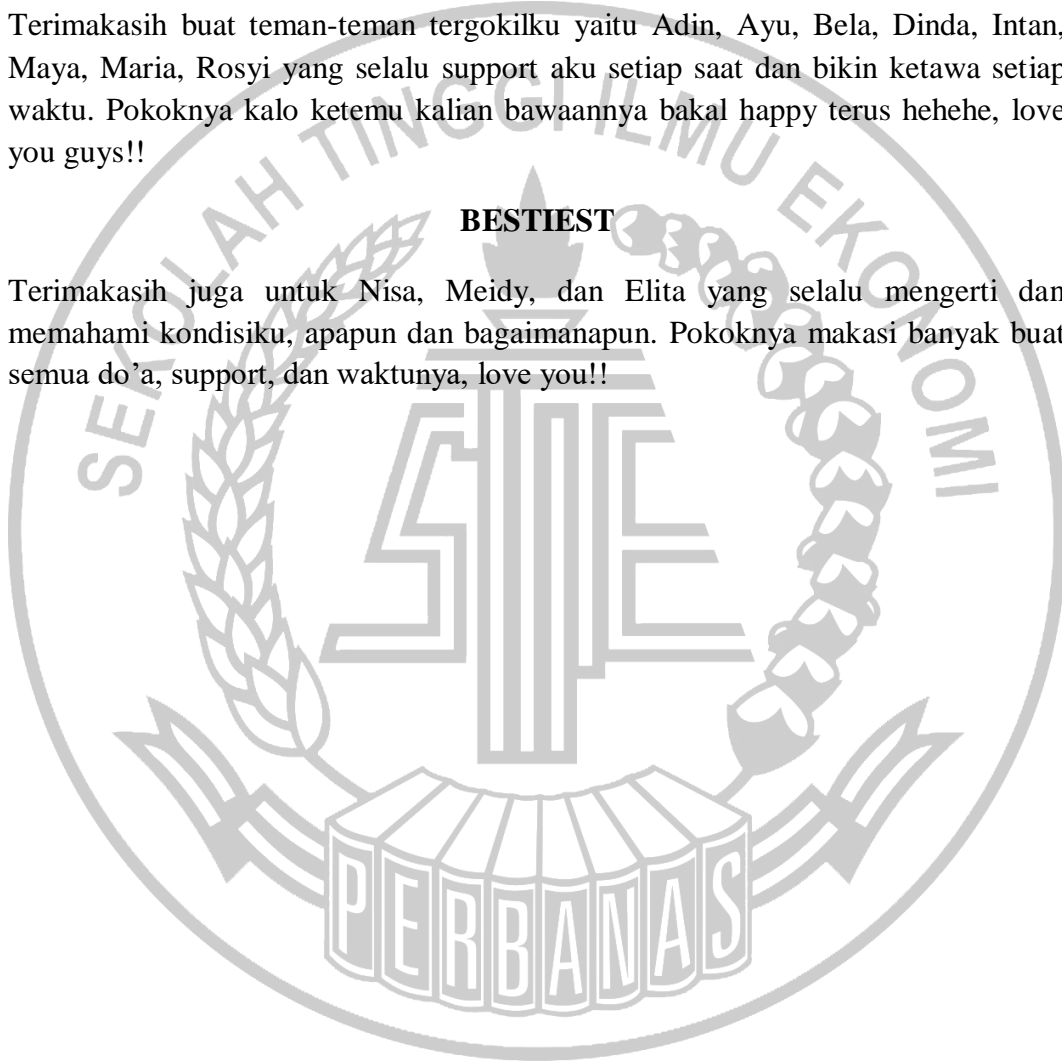 Terimakasih buat teman-teman tergokilku yaitu Adin, Ayu, Bela, Dinda, Intan,
Maya, Maria, Rosyi yang selalu support aku setiap saat dan bikin ketawa setiap
waktu. Pokoknya kalo ketemu kalian bawaannya bakal happy terus hehehe, love
you guys!!
BESTIEST
Terimakasih juga untuk Nisa, Meidy, dan Elita yang selalu mengerti dan
memahami kondisiku, apapun dan bagaimanapun. Pokoknya makasi banyak buat
semua do’a, support, dan waktunya, love you!!
SEKOLAH TINGGI ILMU EKONOMI
STIE
PERBANAS